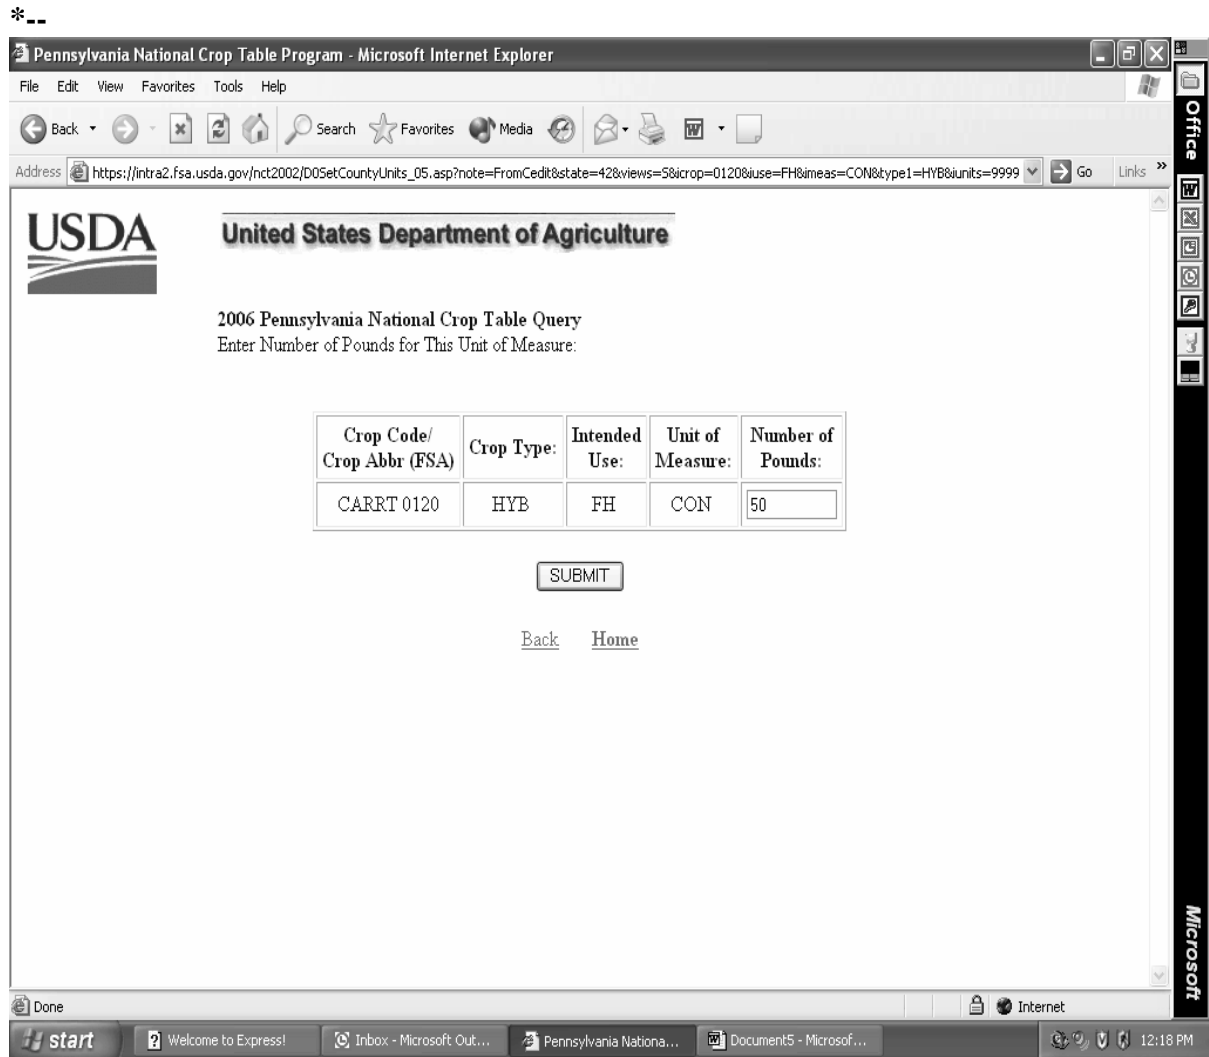 *--
Pennsylvania National Crop Table Program - Microsoft Internet Explorer
File Edit View Favorites Tools Help
Back Search Favorites Media
Address https://intra2.fsa.usda.gov/nct2002/D0SetCountyUnits_05.asp?note=FromCedit&state=42&views=5&icrop=0120&iuse=FH&imeas=CON&type1=HYB&iunits=9999 Go Links »
Office
USDA United States Department of Agriculture
2006 Pennsylvania National Crop Table Query
Enter Number of Pounds for This Unit of Measure:
Crop Code/ Crop Type: Intended Unit of Number of
Crop Abbr (FSA) Use: Measure: Pounds:
CARRT 0120 HYB FH CON 50
SUBMIT
Back Home
Microsoft
Done Internet
start Welcome to Express! Inbox - Microsoft Out... Pennsylvania Nationa... Document5 - Microsof... 12:18 PM